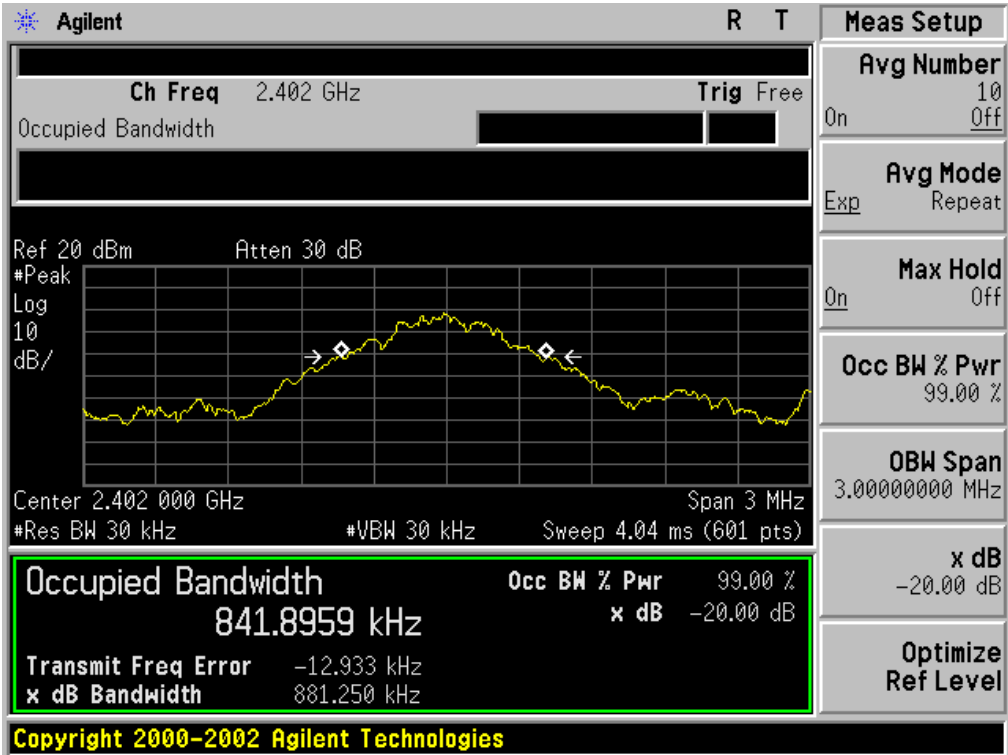 Agilent R T
Ch Freq 2.402 GHz Trig Free
Occupied Bandwidth
Ref 20 dBm Atten 30 dB
#Peak
Log
10
dB/
Center 2.402 000 GHz Span 3 MHz
#Res BW 30 kHz #VBW 30 kHz Sweep 4.04 ms (601 pts)
Occupied Bandwidth
841.8959 kHz
Occ BW % Pwr 99.00 %
x dB -20.00 dB
Transmit Freq Error -12.933 kHz
x dB Bandwidth 881.250 kHz
Copyright 2000-2002 Agilent Technologies
Meas Setup
Avg Number
10
On Off
Avg Mode
Exp Repeat
Max Hold
On Off
Occ BW % Pwr
99.00 %
OBW Span
3.00000000 MHz
x dB
-20.00 dB
Optimize
Ref Level